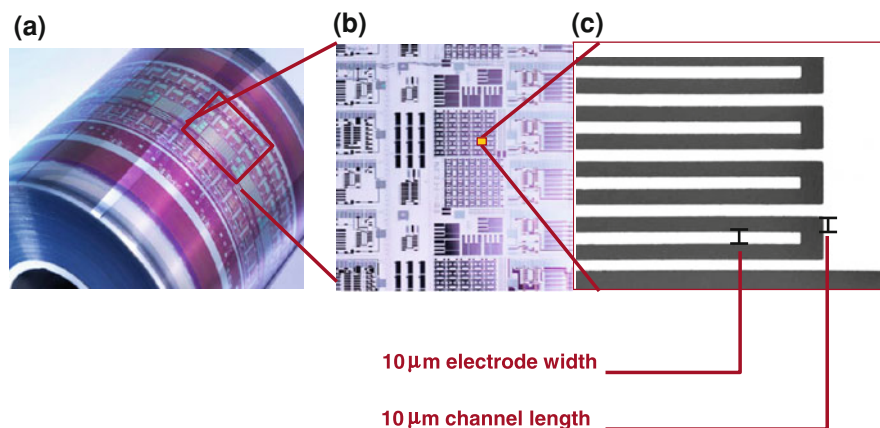 (a)
(b)
(c)
10 μm electrode width
10 μm channel length